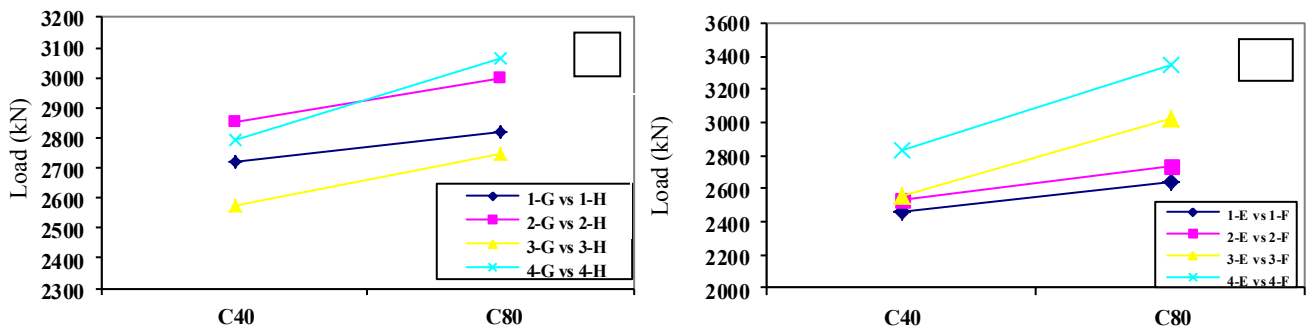 3200
3100
3000
2900
2800
2700
2600
2500
2400
2300
Load (kN)
C40
C80
1-G vs 1-H
2-G vs 2-H
3-G vs 3-H
4-G vs 4-H
3600
3400
3200
3000
2800
2600
2400
2200
2000
Load (kN)
C40
C80
1-E vs 1-F
2-E vs 2-F
3-E vs 3-F
4-E vs 4-F